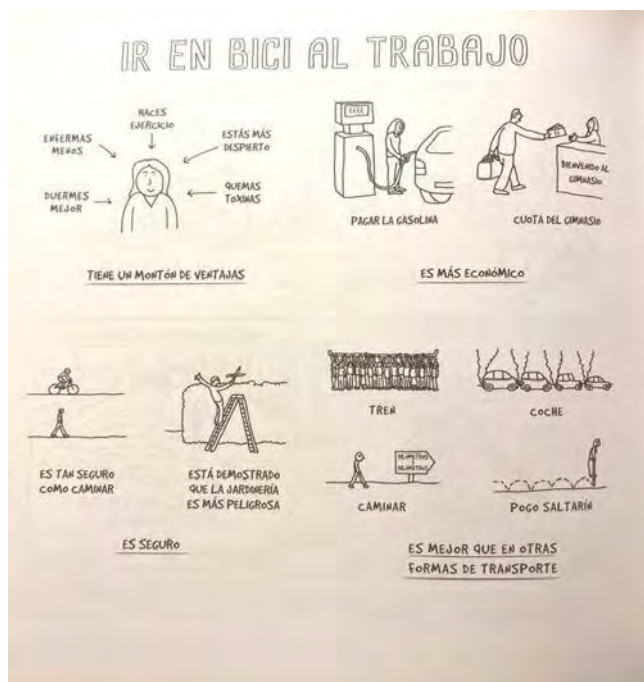 IR EN BICI AL TRABAJO
HACES
EJERCICIO
ENFERMAS
MENOS
ESTÁS MÁS
DESPIERTO
DUERMES
MEJOR
QUEMAS
TOXINAS
TIENE UN MONTÓN DE VENTAJAS
BIENVENIDO AL
GIMNASIO
PAGAR LA GASOLINA
CUOTA DEL GIMNASIO
ES MÁS ECONÓMICO
ES TAN SEGURO
COMO CAMINAR
ESTÁ DEMOSTRADO
QUE LA JARDINERÍA
ES MÁS PELIGROSA
ES SEGURO
TREN
COCHE
KILÓMETROS
Y
KILÓMETROS
CAMINAR
POGO SALTARÍN
ES MEJOR QUE EN OTRAS
FORMAS DE TRANSPORTE